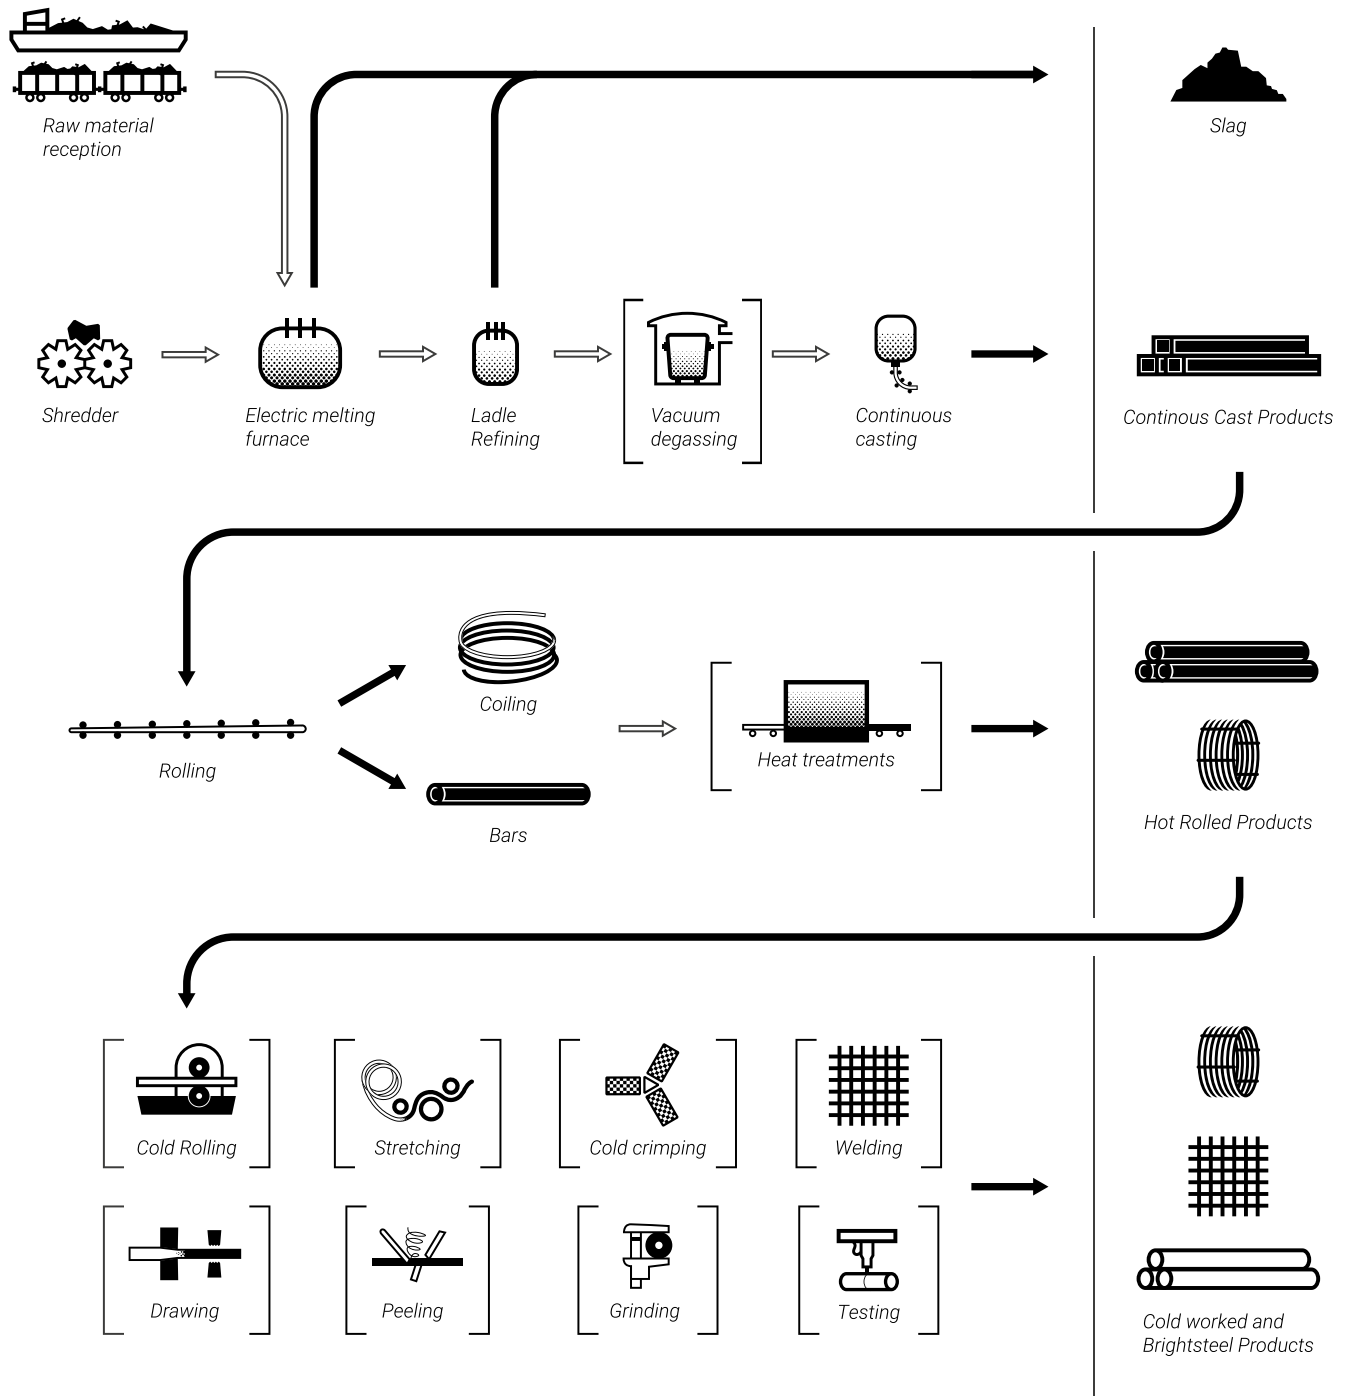 Raw material
reception
Slag
Shredder
Electric melting
furnace
Ladle
Refining
Vacuum
degassing
Continuous
casting
Continous Cast Products
Coiling
Rolling
Heat treatments
Bars
Hot Rolled Products
Cold Rolling
Stretching
Cold crimping
Welding
Drawing
Peeling
Grinding
Testing
Cold worked and
Brightsteel Products